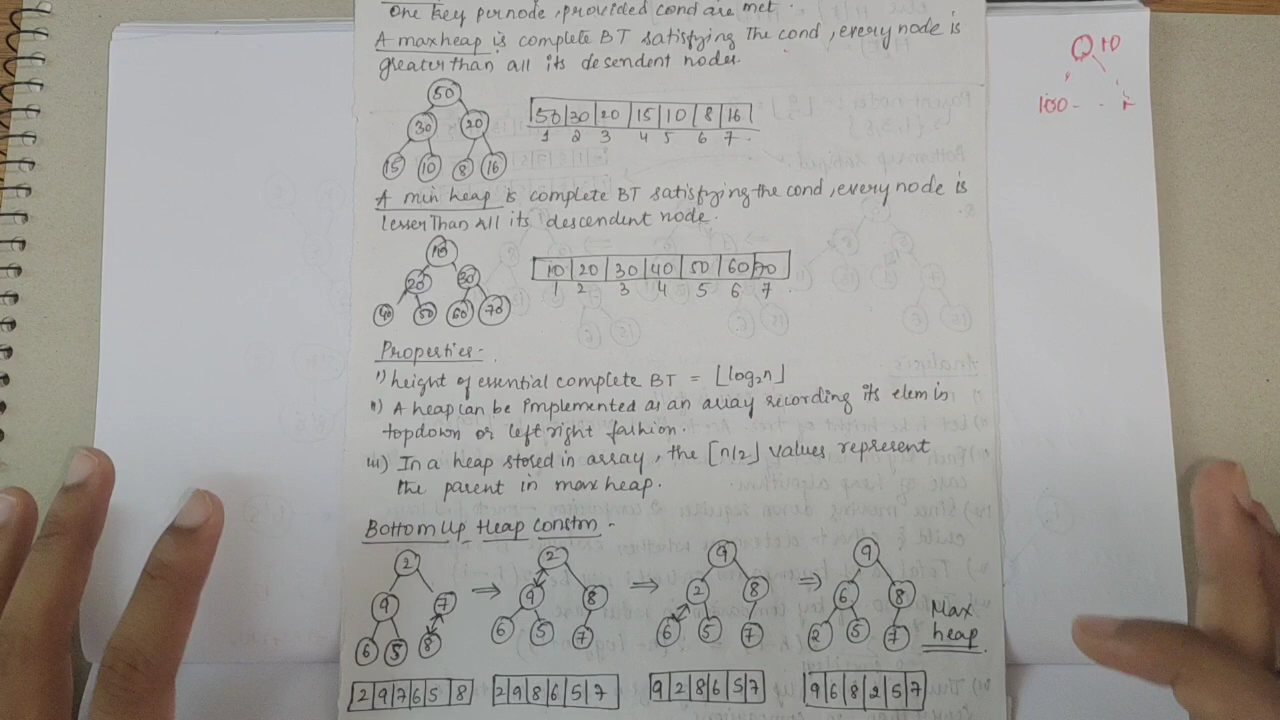 One key per node, provided cond are met.
A maxheap is complete BT satisfying the cond, every node is
greater than all its desendent nodes.
50
30 20
15 10 8 16
50 30 20 15 10 8 16
1 2 3 4 5 6 7
A min heap is complete BT satisfying the cond, every node is
lesser than all its descendent node.
10
20 30
40 50 60 70
10 20 30 40 50 60 70
1 2 3 4 5 6 7
Properties -
i) height of essential complete BT = ⌊log₂n⌋
ii) A heap can be implemented as an array recording its elem in
topdown or left right fashion.
iii) In a heap stored in array, the ⌊n/2⌋ values represent
the parent in max heap.
Bottom Up Heap Constrn -
2 ⇒ 2 ⇒ 9 ⇒ 9
9 7 9 8 2 8 6 8
6 5 8 6 5 7 6 5 7 2 5 7
Max
heap
2 9 7 6 5 8 2 9 8 6 5 7 9 2 8 6 5 7 9 6 8 2 5 7
10
100